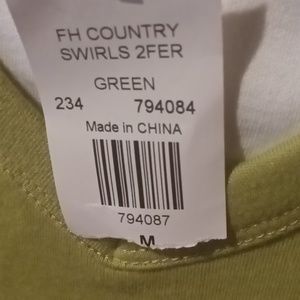 FH COUNTRY
SWIRLS 2FER
GREEN
234 794084
Made in CHINA
794087
M